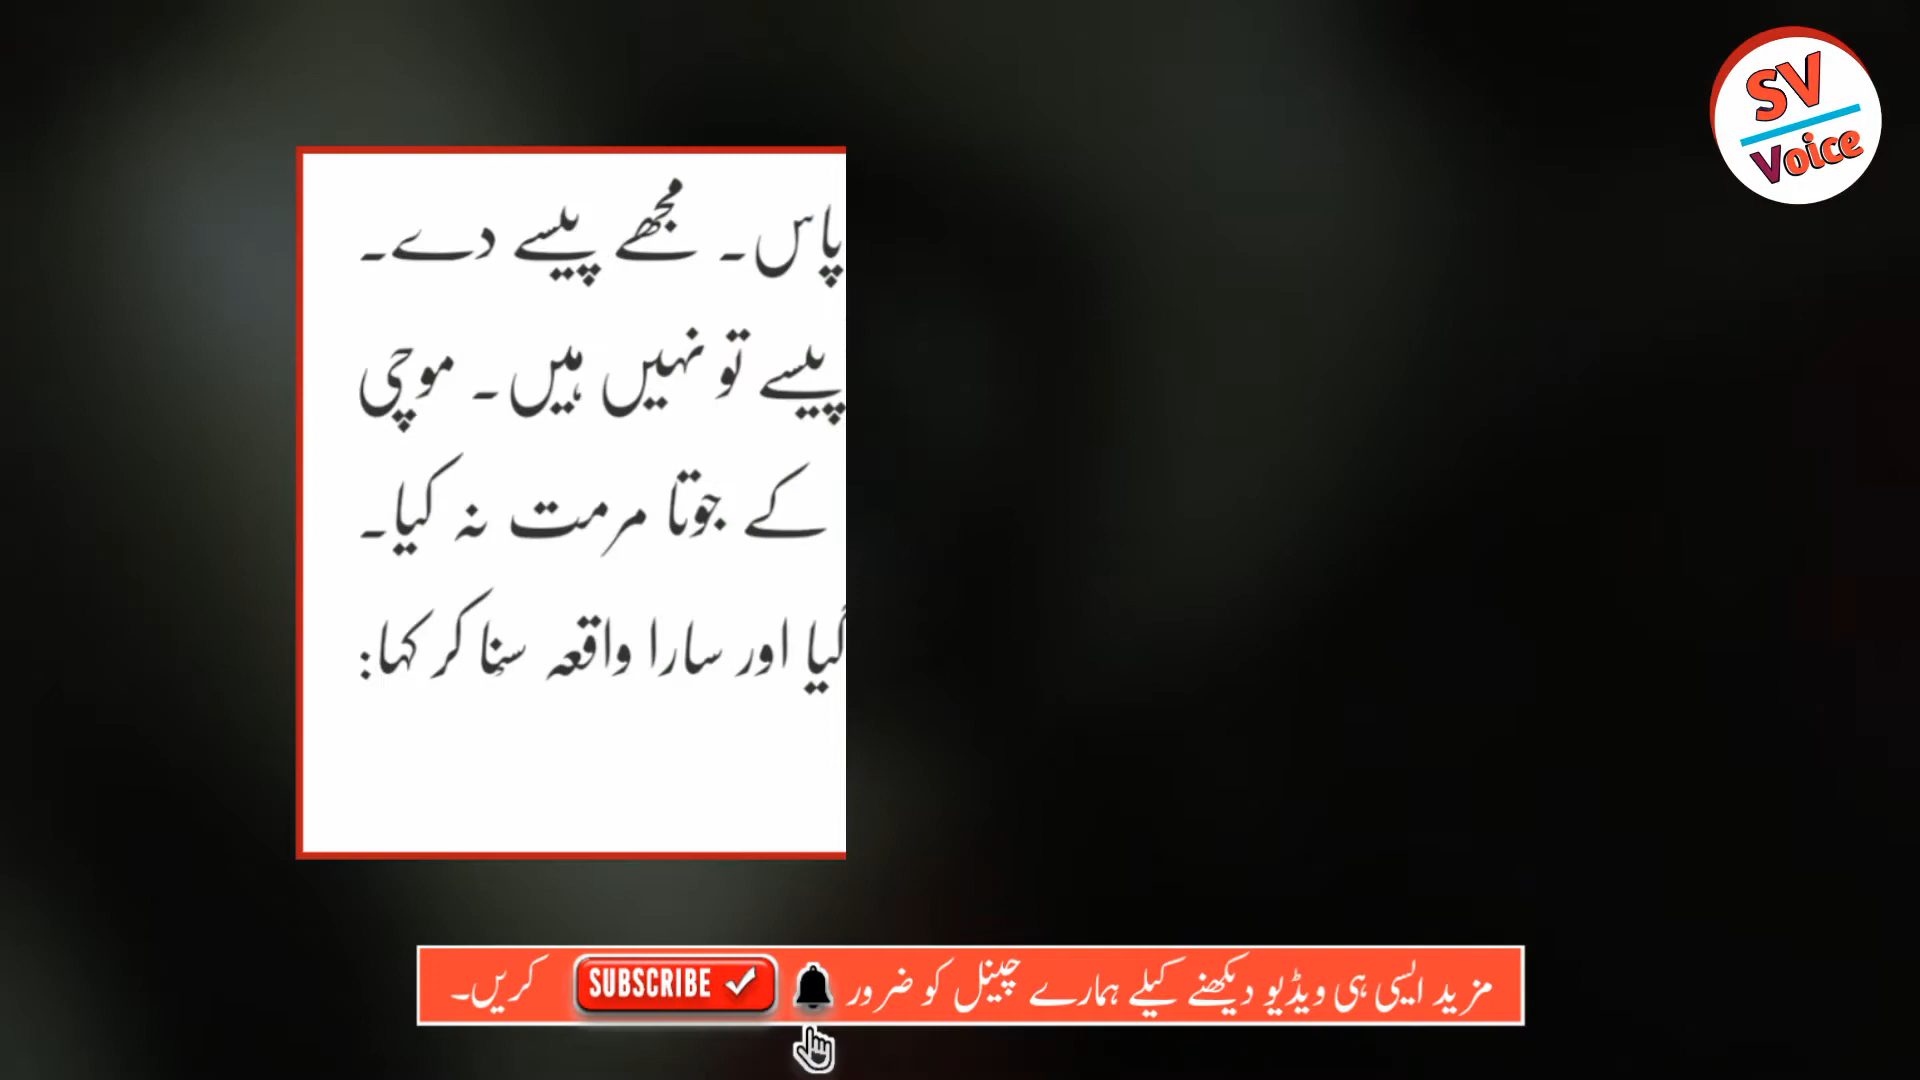 SV
Voice
پاس۔ مجھے پیسے دے۔
پیسے تو نہیں ہیں۔ موچی
کے جوتا مرمت نہ کیا۔
گیا اور سارا واقعہ سنا کر کہا:
مزید ایسی ہی ویڈیو دیکھنے کیلے ہمارے چینل کو ضرور SUBSCRIBE کریں۔